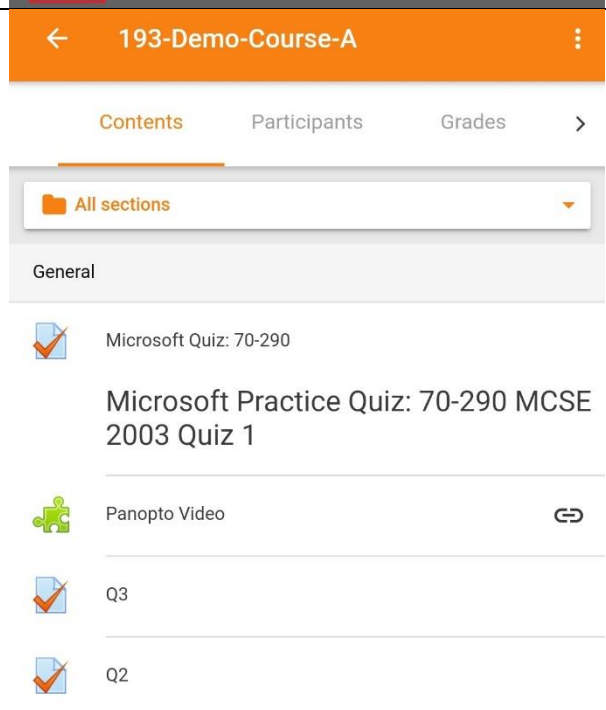 193-Demo-Course-A
Contents Participants Grades
All sections
General
Microsoft Quiz: 70-290
Microsoft Practice Quiz: 70-290 MCSE
2003 Quiz 1
Panopto Video
Q3
Q2